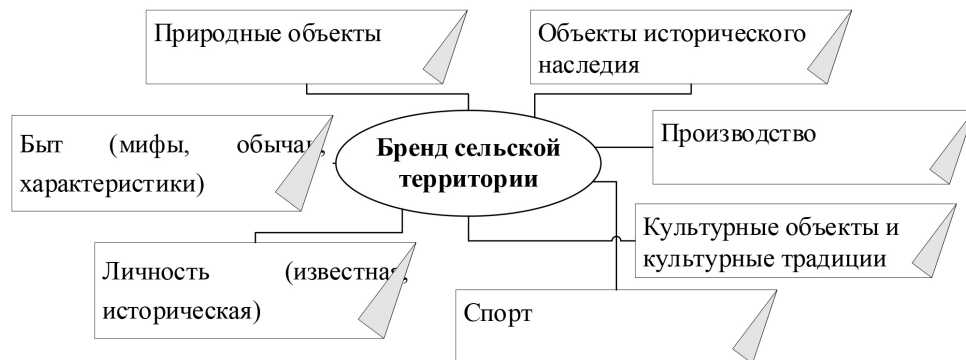 Природные объекты
Объекты исторического
наследия
Быт (мифы, обычаи,
характеристики)
Бренд сельской
территории
Производство
Культурные объекты и
культурные традиции
Личность (известная,
историческая)
Спорт